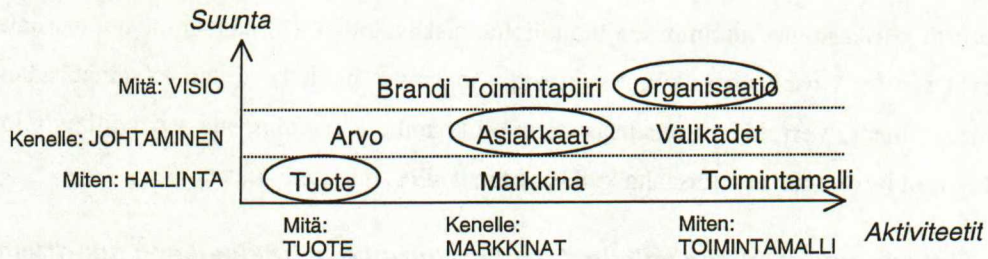 Suunta
Mitä: VISIO Brandi Toimintapiiri Organisaatio
Kenelle: JOHTAMINEN Arvo Asiakkaat Välikädet
Miten: HALLINTA Tuote Markkina Toimintamalli
Mitä: Kenelle: Miten:
TUOTE MARKKINAT TOIMINTAMALLI
Aktiviteetit